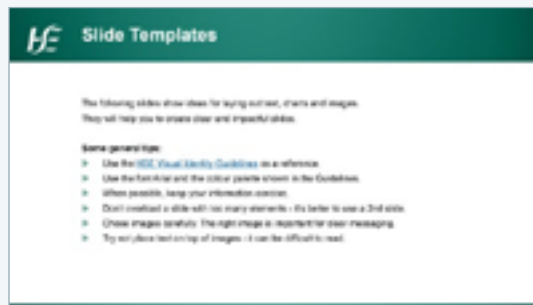 HE
Slide Templates
The following slides show ideas for laying out text, charts and images.
They will help you to create clear and impactful slides.
Some general tips:
Use the HSE Visual Identity Guidelines as a reference.
Use the font Arial and the colour palette shown in the Guidelines.
When possible, keep your information concise.
Don't overload a slide with too many elements - it's better to use a 2nd slide.
Chose images carefully. The right image is important for clear messaging.
Try not place text on top of images - it can be difficult to read.